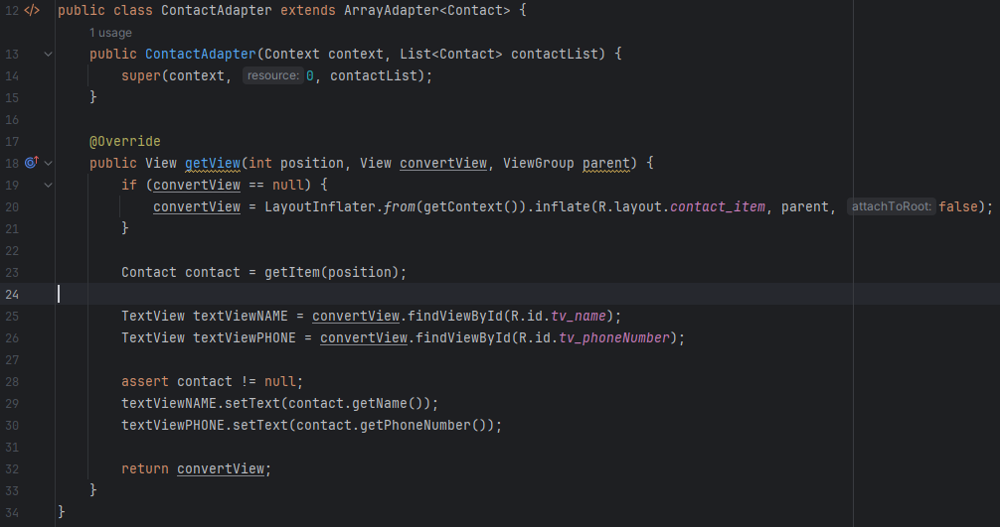 12 </> public class ContactAdapter extends ArrayAdapter<Contact> {
1 usage
13 public ContactAdapter(Context context, List<Contact> contactList) {
14 super(context, resource: 0, contactList);
15 }
16
17 @Override
18 public View getView(int position, View convertView, ViewGroup parent) {
19 if (convertView == null) {
20 convertView = LayoutInflater.from(getContext()).inflate(R.layout.contact_item, parent, attachToRoot: false);
21 }
22
23 Contact contact = getItem(position);
24
25 TextView textViewNAME = convertView.findViewById(R.id.tv_name);
26 TextView textViewPHONE = convertView.findViewById(R.id.tv_phoneNumber);
27
28 assert contact != null;
29 textViewNAME.setText(contact.getName());
30 textViewPHONE.setText(contact.getPhoneNumber());
31
32 return convertView;
33 }
34 }